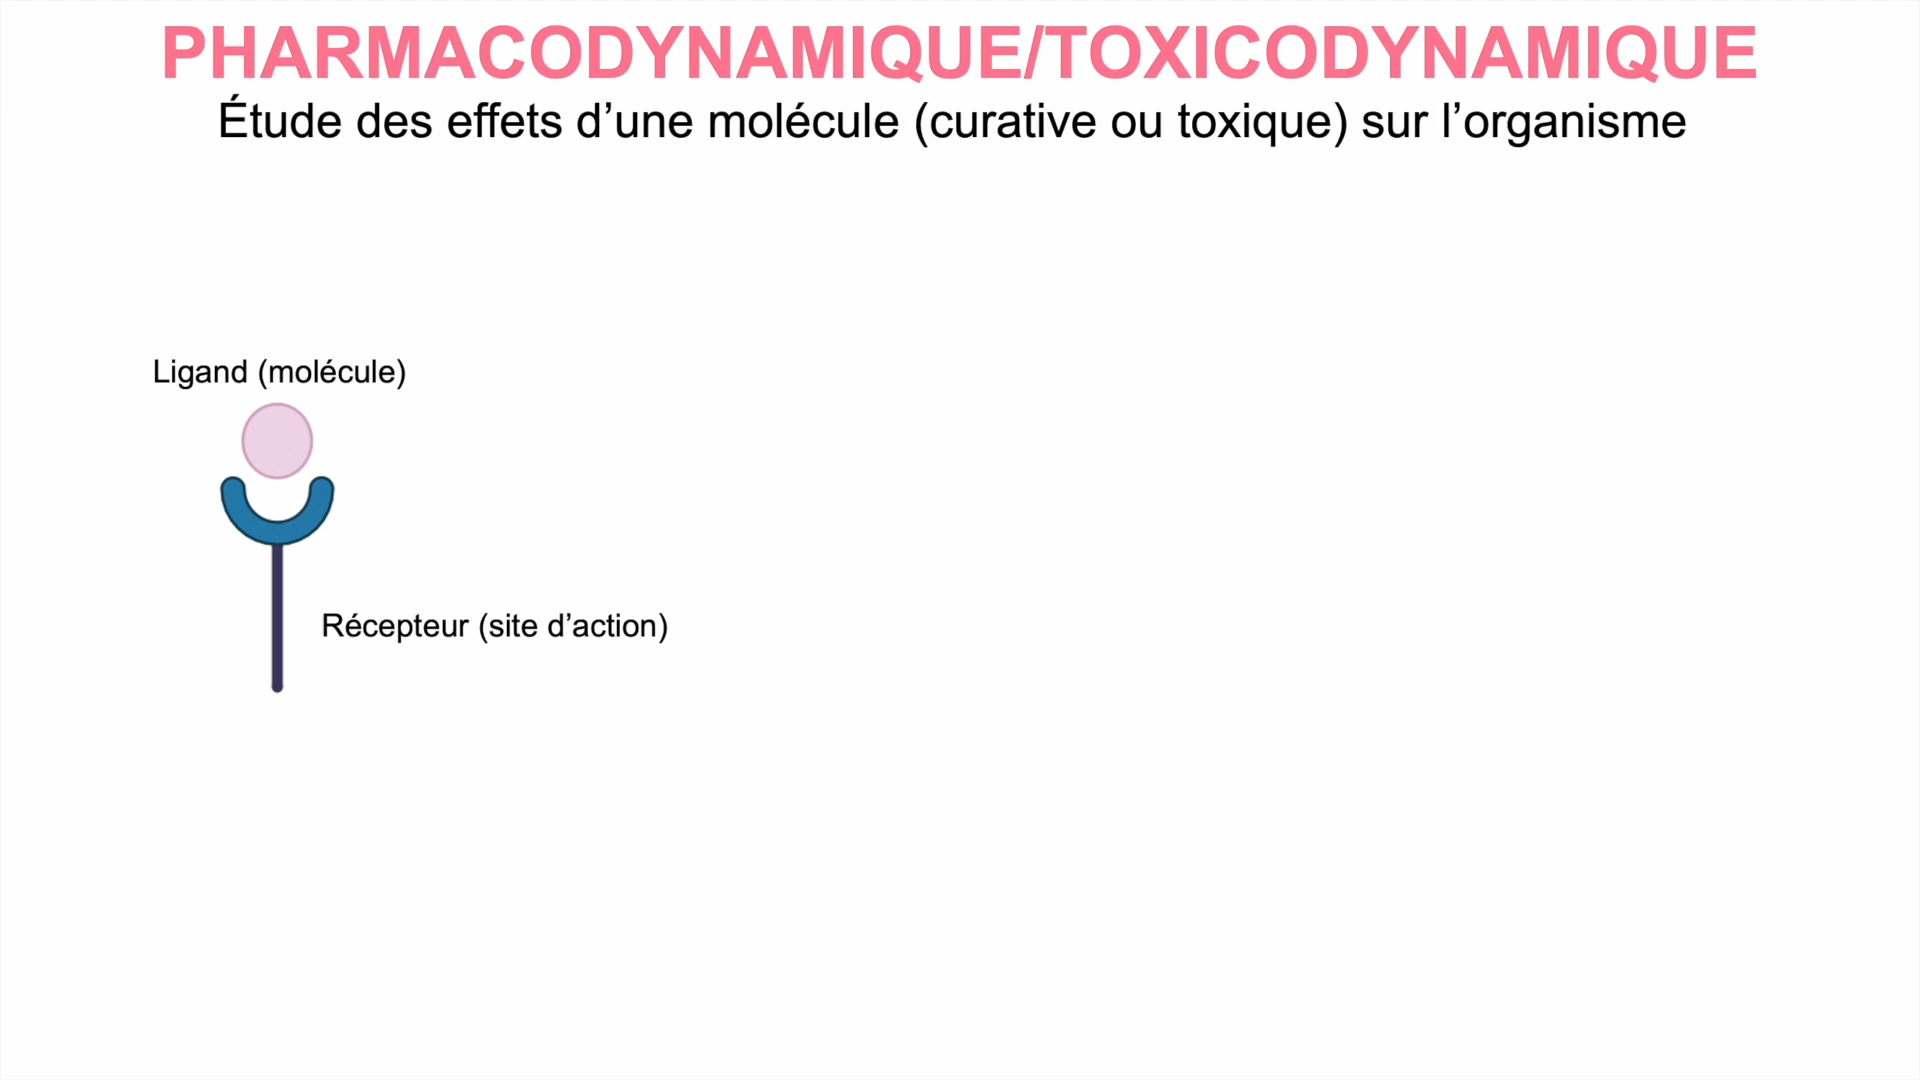 PHARMACODYNAMIQUE/TOXICODYNAMIQUE
Étude des effets d’une molécule (curative ou toxique) sur l’organisme
Ligand (molécule)
Récepteur (site d’action)